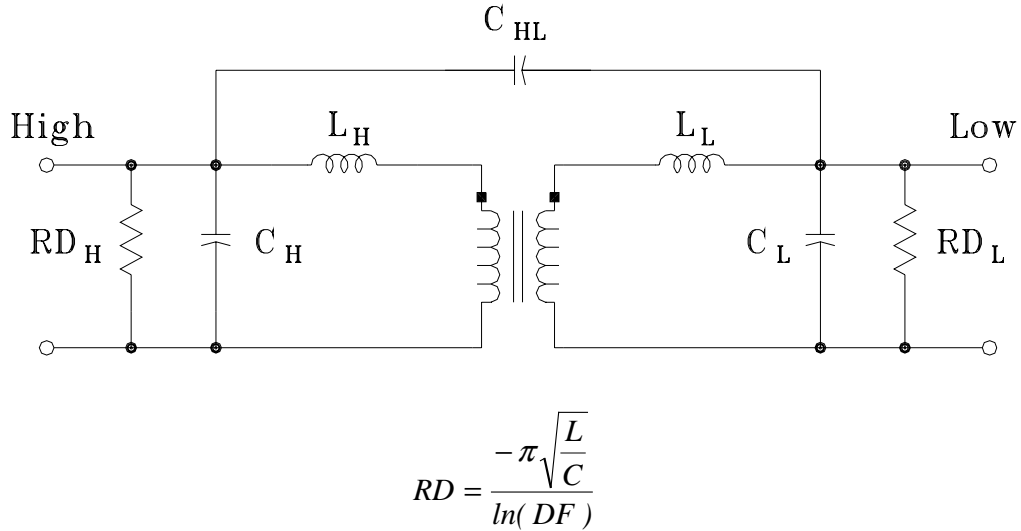 C HL
High
L H
L L
Low
RD H
C H
C L
RD L
RD = -π√(L/C) / ln( DF )